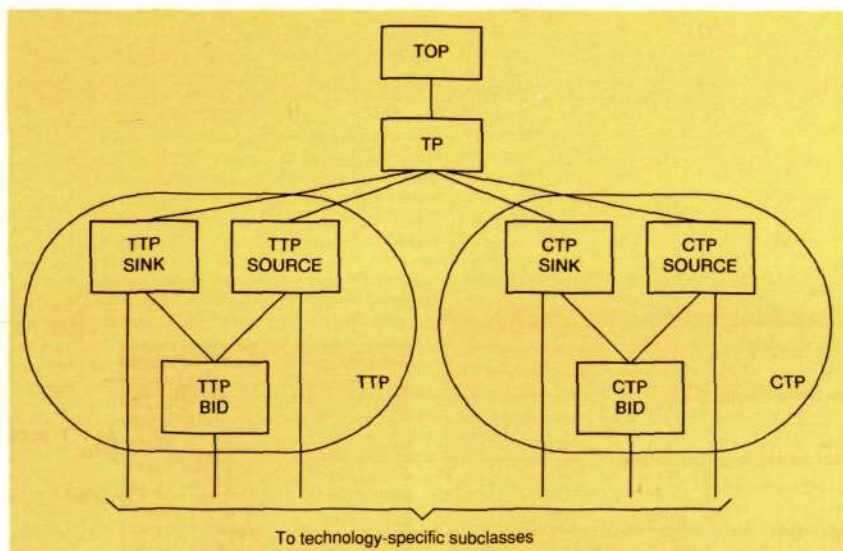 TOP
TP
TTP
SINK
TTP
SOURCE
CTP
SINK
CTP
SOURCE
TTP
BID
TTP
CTP
BID
CTP
To technology-specific subclasses